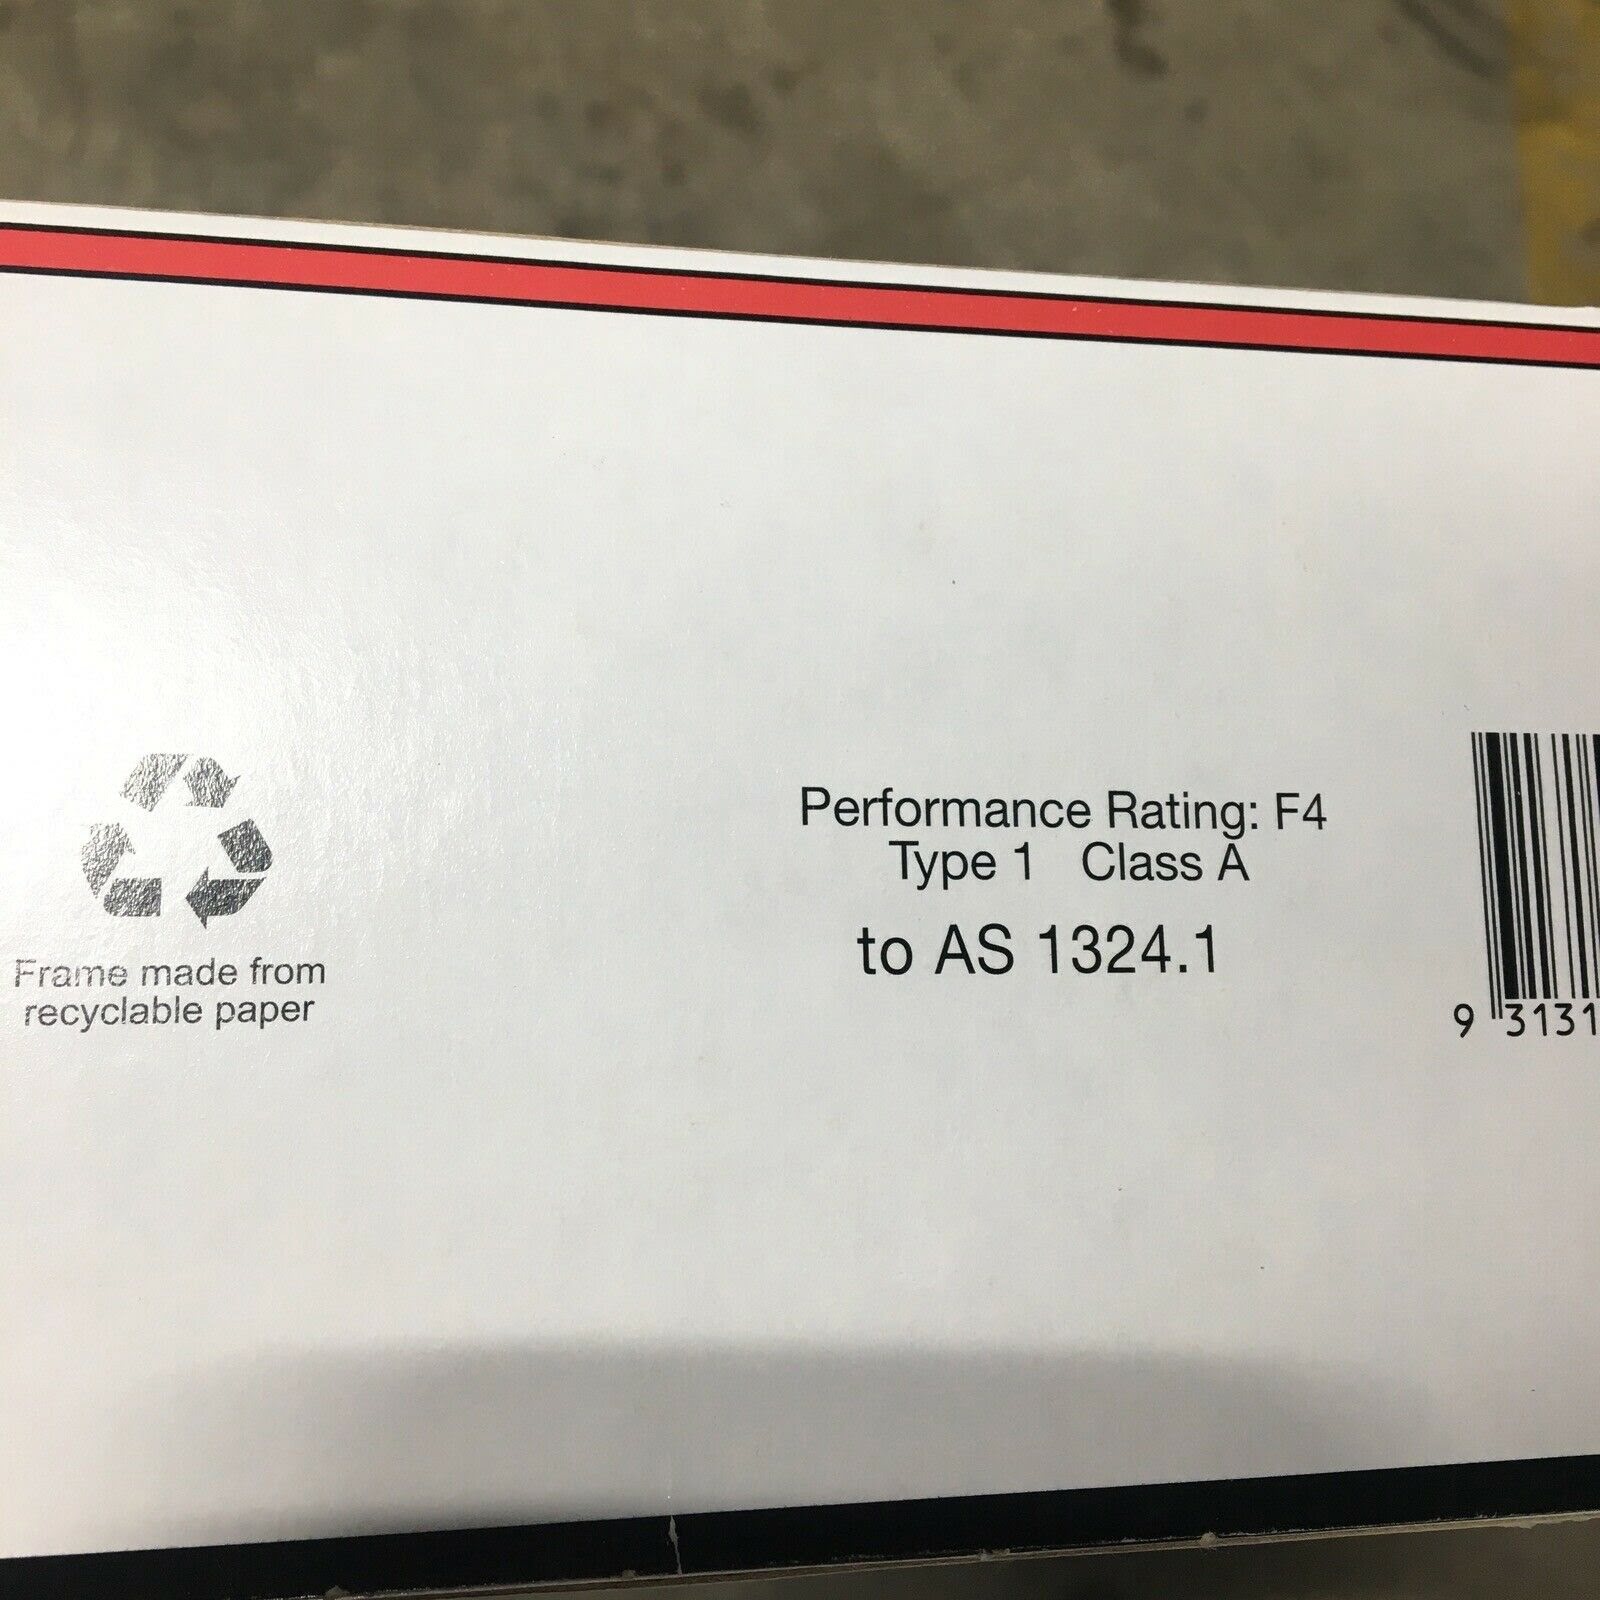 Frame made from
recyclable paper
Performance Rating: F4
Type 1 Class A
to AS 1324.1
9 3131